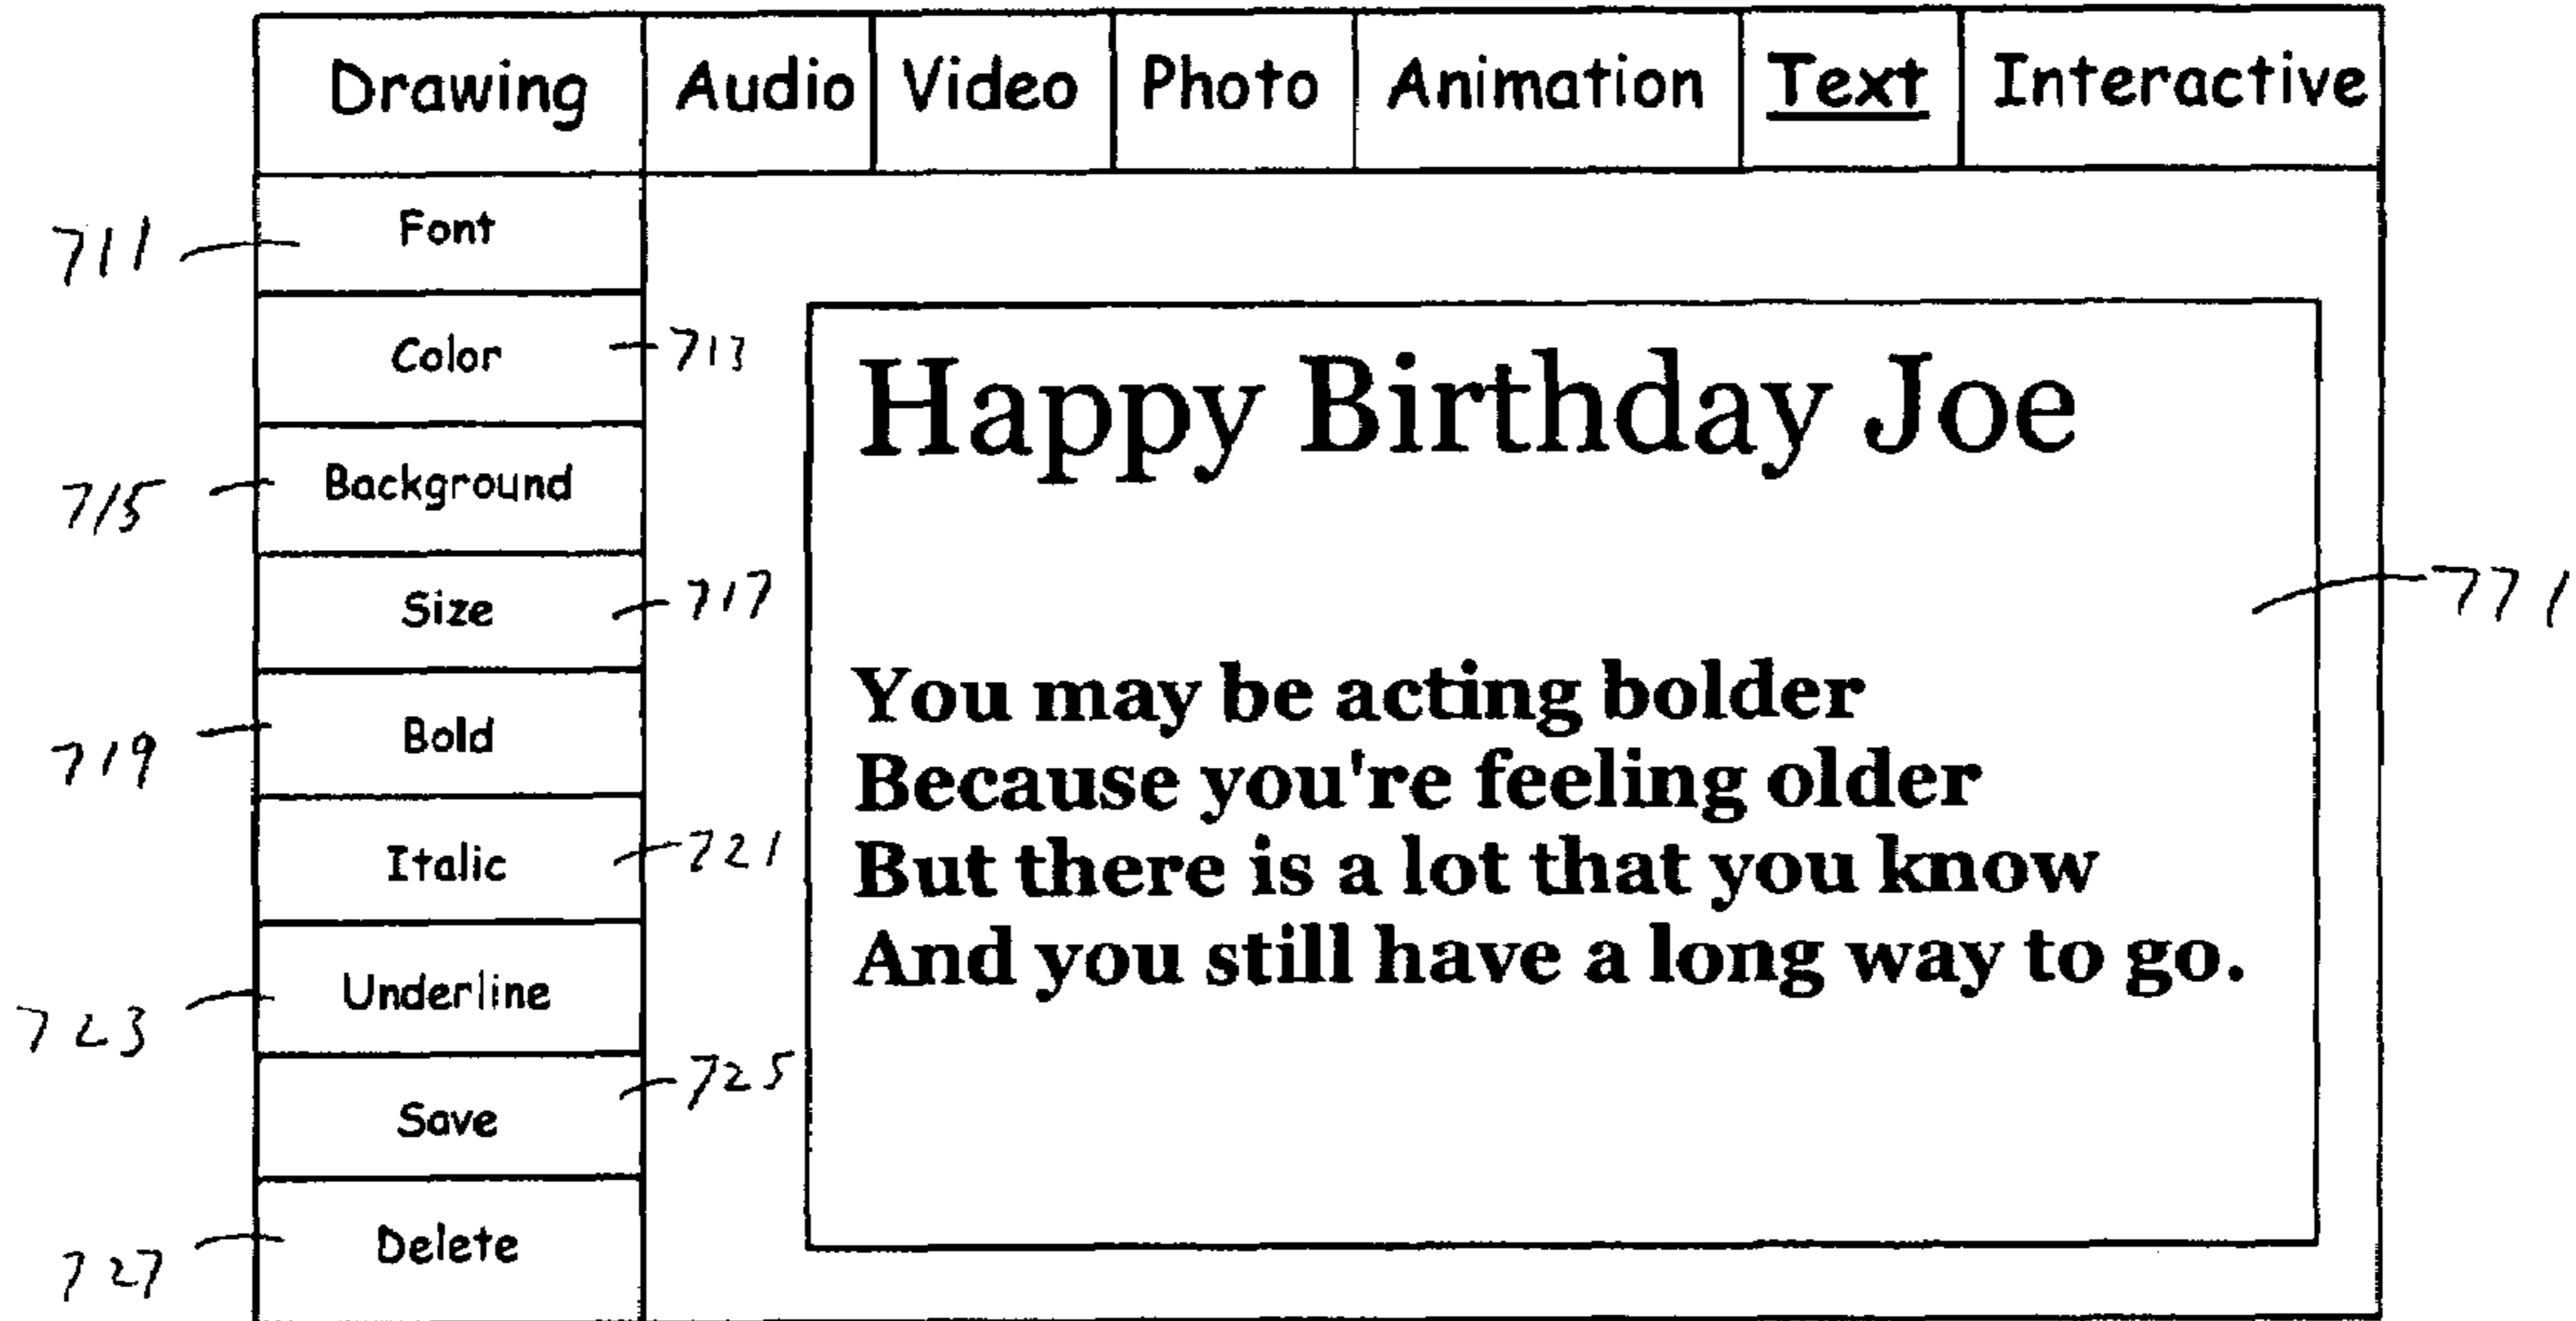 Drawing Audio Video Photo Animation Text Interactive
711 Font
Color 713
715 Background
Size 717
719 Bold
Italic 721
723 Underline
Save 725
727 Delete
Happy Birthday Joe
771
You may be acting bolder
Because you're feeling older
But there is a lot that you know
And you still have a long way to go.